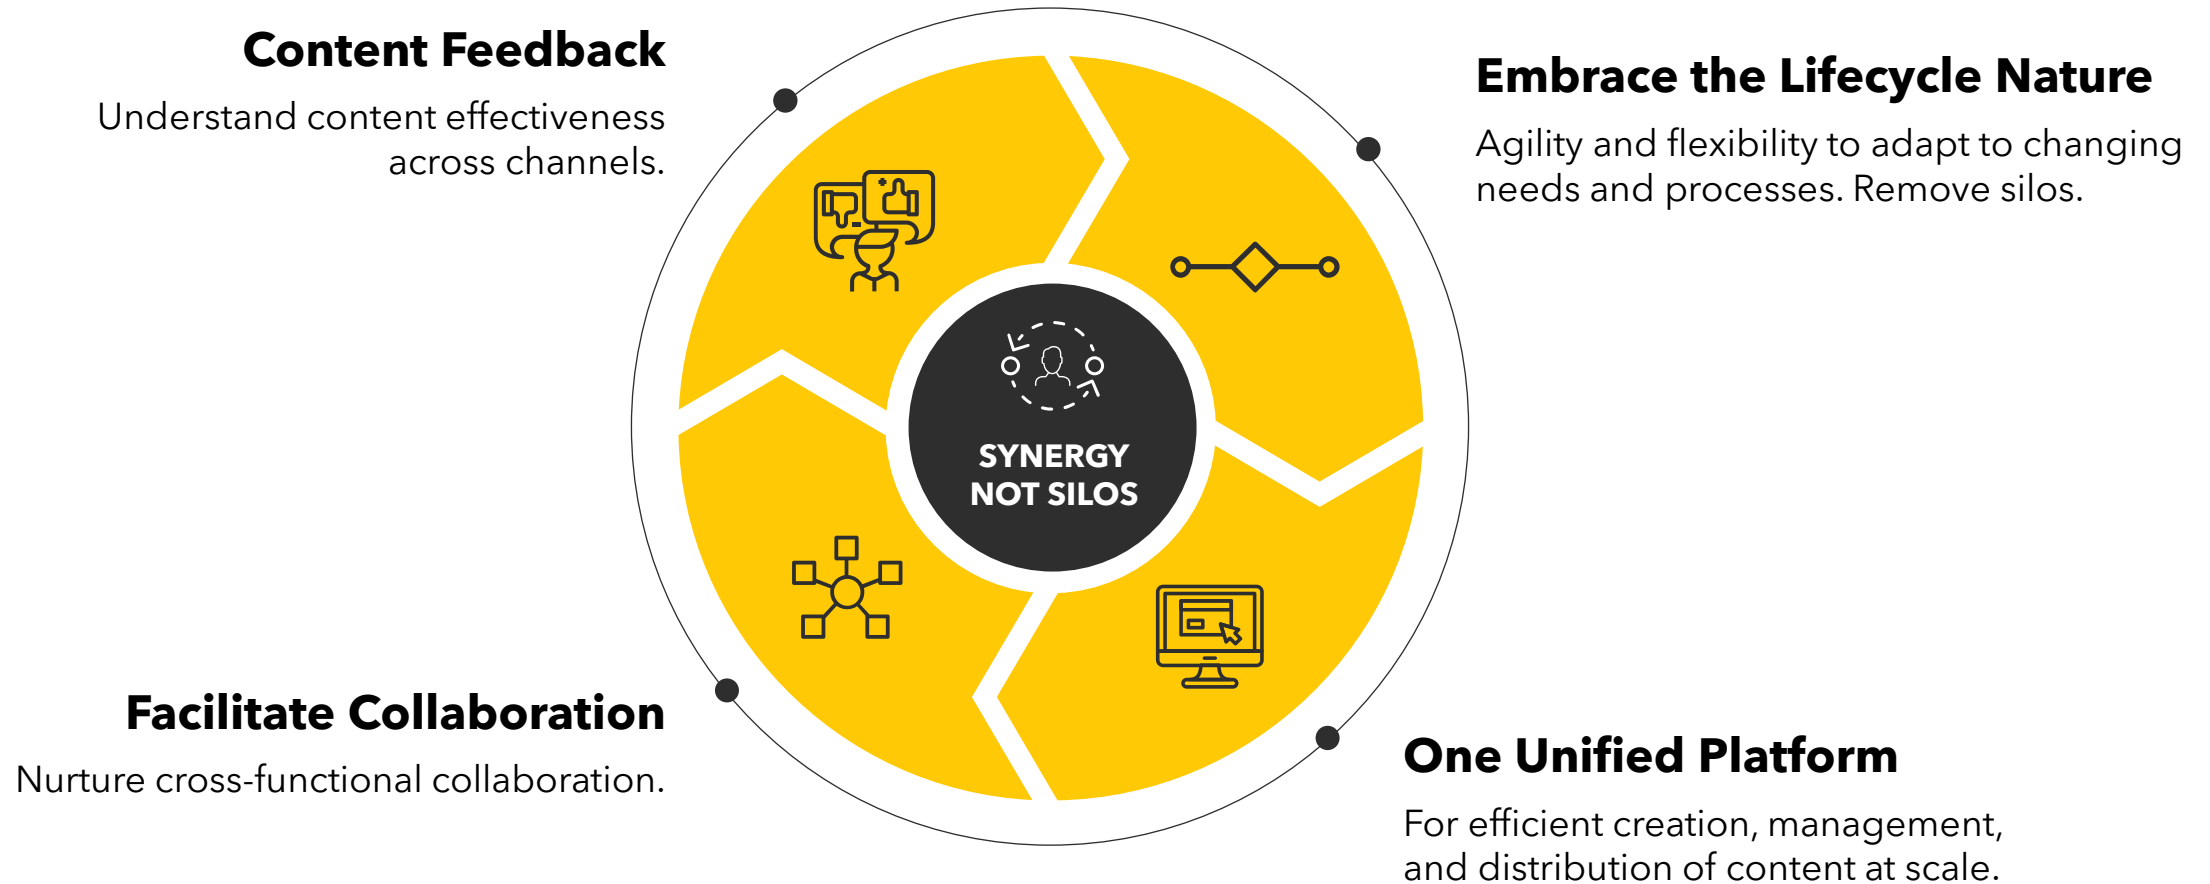 Content Feedback
Understand content effectiveness
across channels.
Embrace the Lifecycle Nature
Agility and flexibility to adapt to changing
needs and processes. Remove silos.
SYNERGY
NOT SILOS
Facilitate Collaboration
Nurture cross-functional collaboration.
One Unified Platform
For efficient creation, management,
and distribution of content at scale.